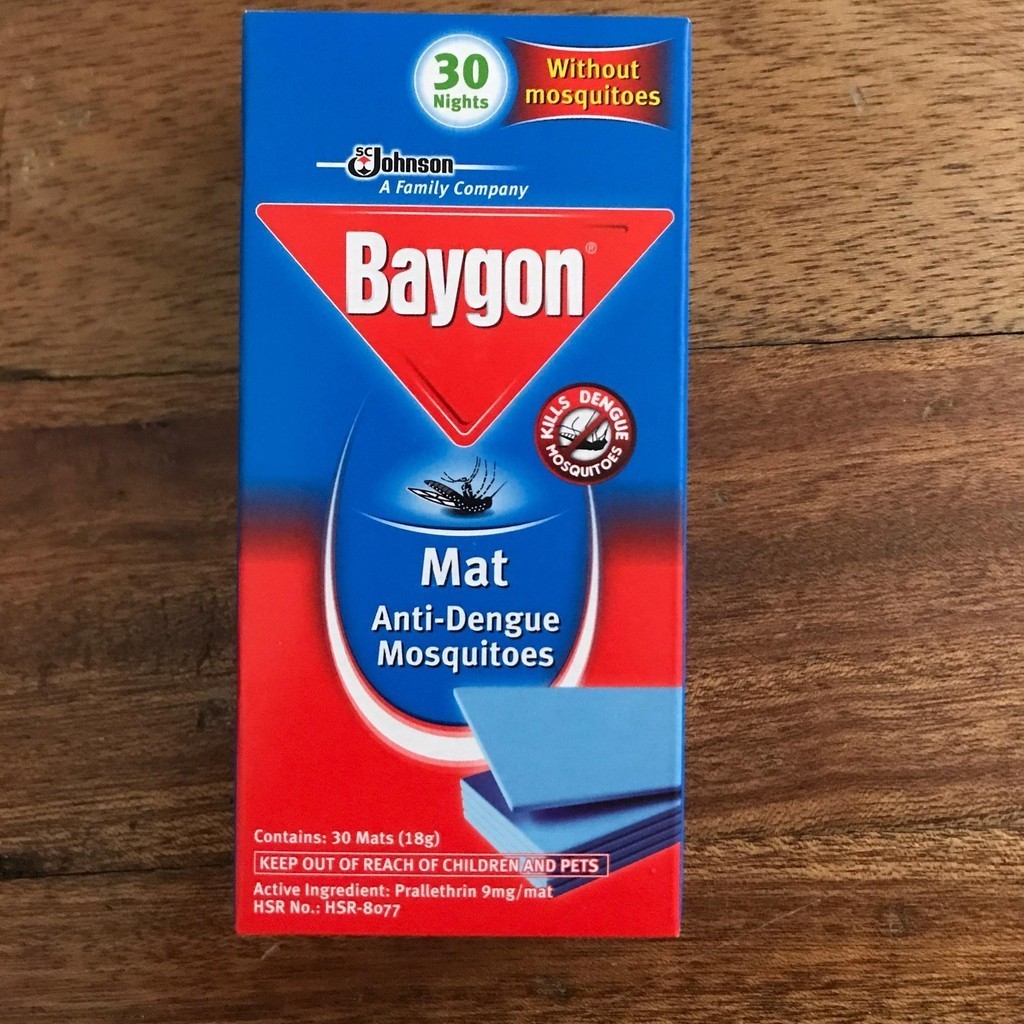 30
Nights
Without
mosquitoes
SC Johnson
A Family Company
Baygon®
KILLS DENGUE
MOSQUITOES
Mat
Anti-Dengue
Mosquitoes
Contains: 30 Mats (18g)
KEEP OUT OF REACH OF CHILDREN AND PETS
Active Ingredient: Prallethrin 9mg/mat
HSR No.: HSR-8077